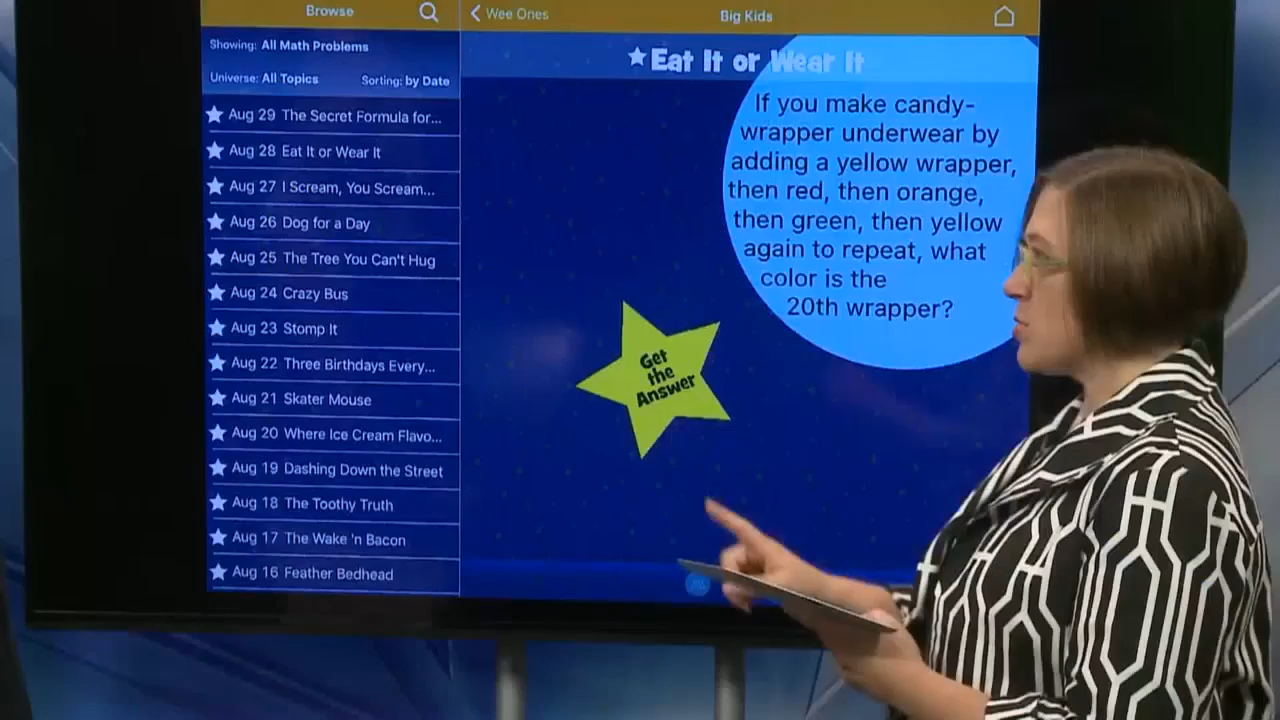 Browse
Showing: All Math Problems
Universe: All Topics
Sorting: by Date
Aug 29 The Secret Formula for...
Aug 28 Eat It or Wear It
Aug 27 I Scream, You Scream...
Aug 26 Dog for a Day
Aug 25 The Tree You Can't Hug
Aug 24 Crazy Bus
Aug 23 Stomp It
Aug 22 Three Birthdays Every...
Aug 21 Skater Mouse
Aug 20 Where Ice Cream Flavo...
Aug 19 Dashing Down the Street
Aug 18 The Toothy Truth
Aug 17 The Wake 'n Bacon
Aug 16 Feather Bedhead
Wee Ones
Big Kids
Eat It or Wear It
If you make candy-
wrapper underwear by
adding a yellow wrapper,
then red, then orange,
then green, then yellow
again to repeat, what
color is the
20th wrapper?
Get
the
Answer